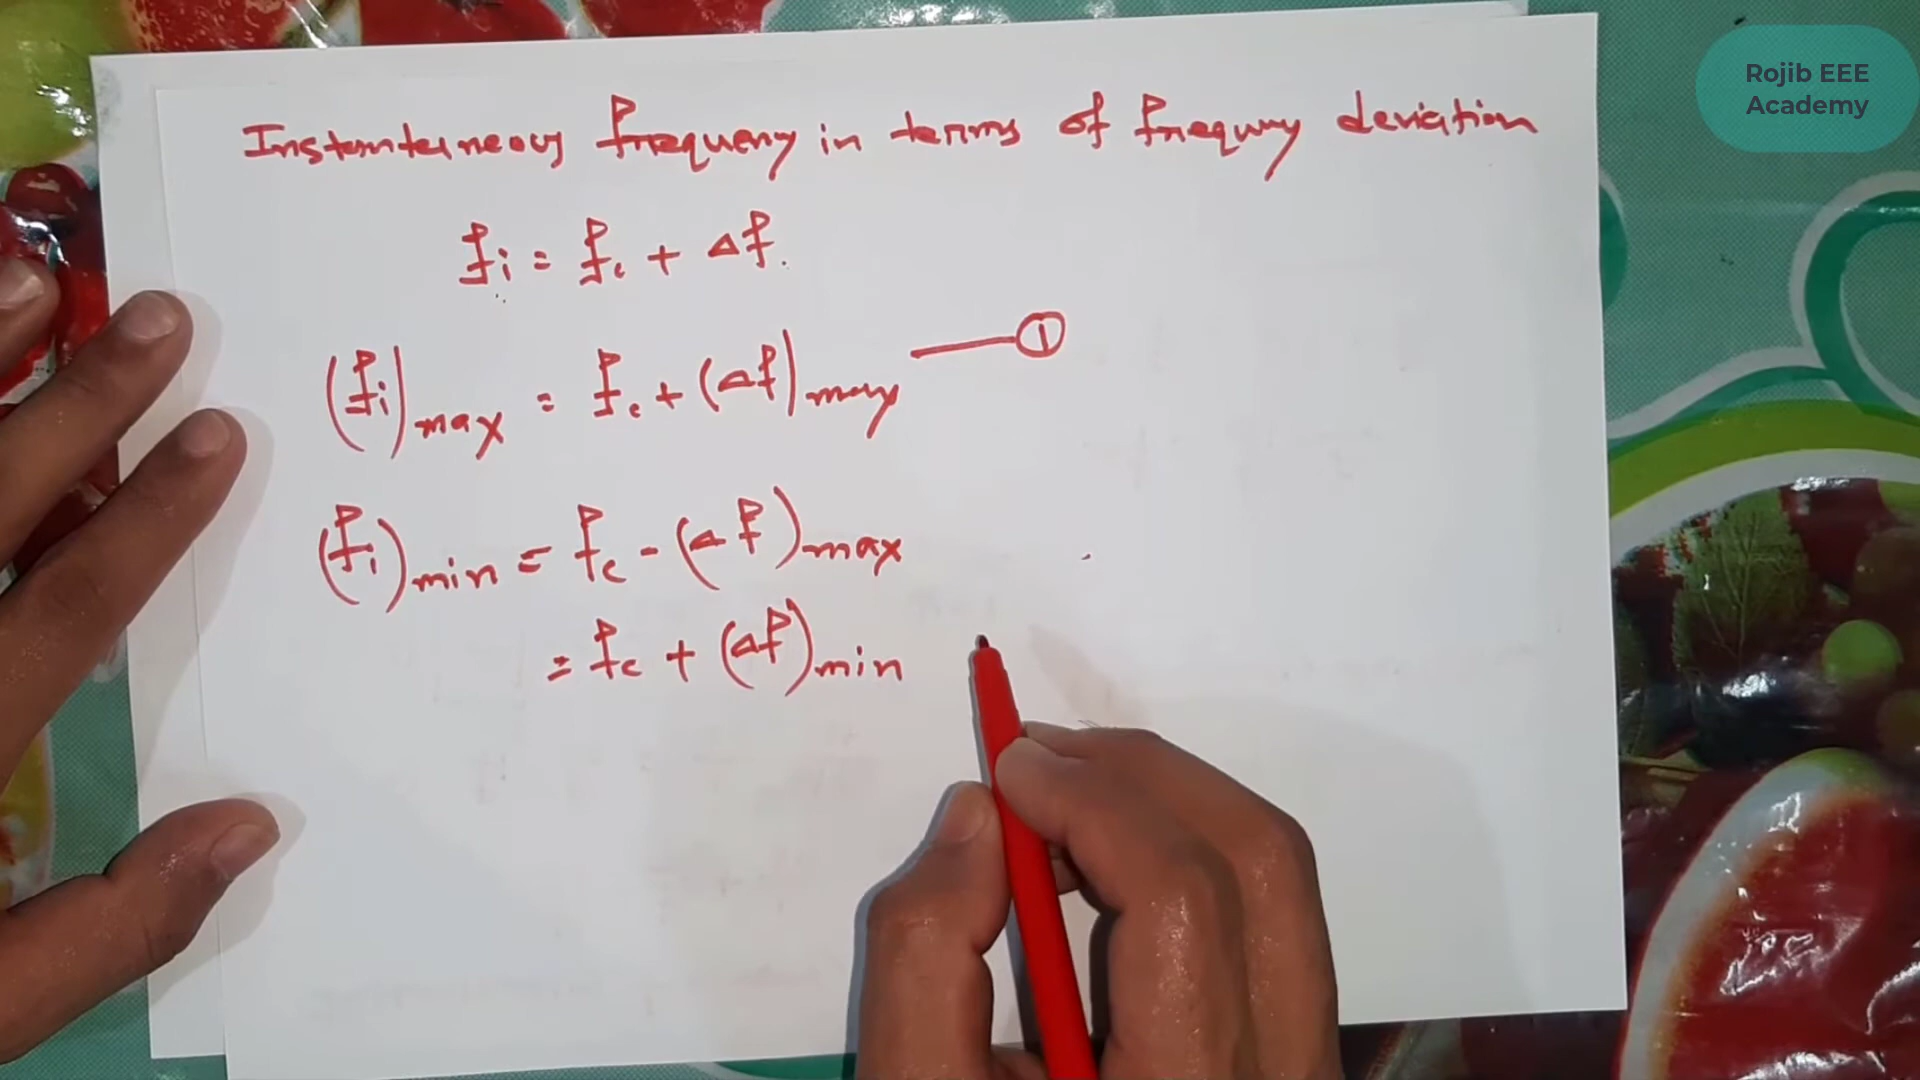 Rojib EEE
Academy
Instantaneous frequency in terms of frequency deviation
fi = fc + Δf.
(fi)max = fc + (Δf)max —①
(fi)min = fc - (Δf)max
= fc + (Δf)min